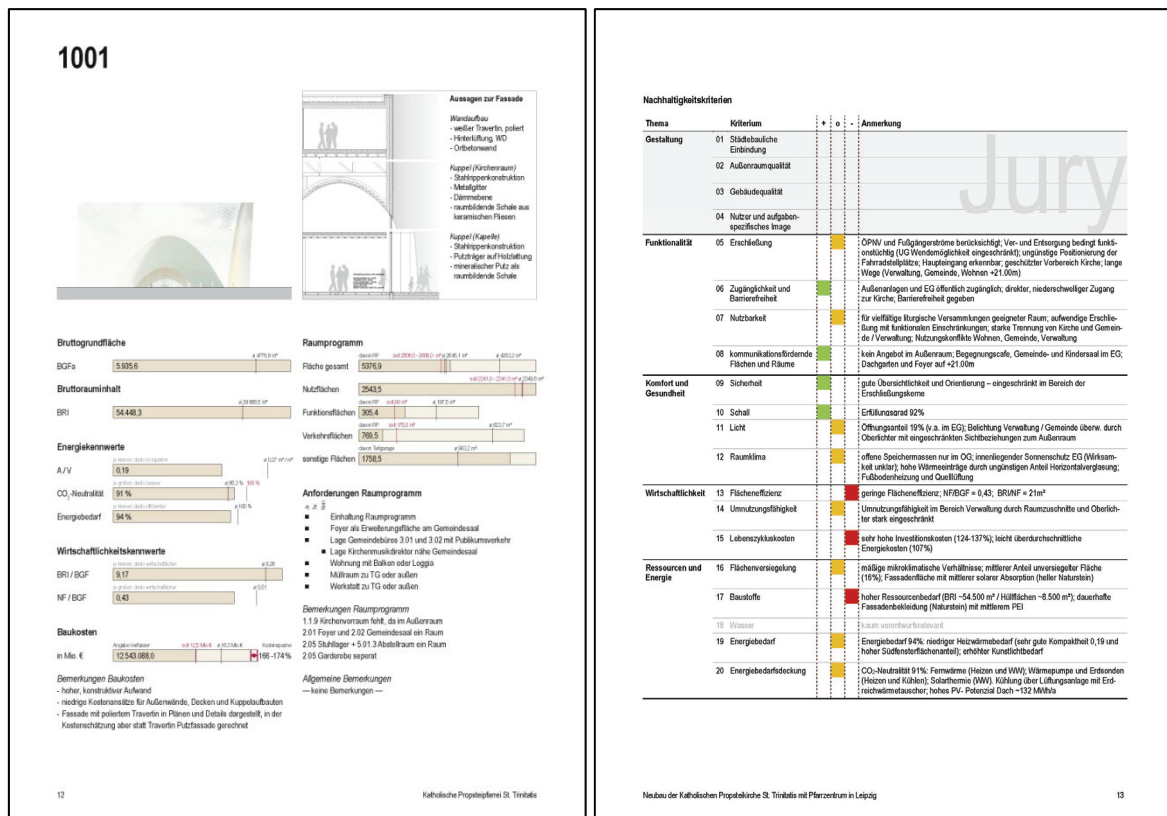 1001
Aussagen zur Fassade
Wandaufbau
- weißer Travertin, poliert
- Hinterlüftung, WD
- Ortbetonwand
Kuppel (Kirchenraum)
- Stahlrippenkonstruktion
- Metallgitter
- Dämmebene
- raumbildende Schale aus
keramischen Fliesen
Kuppel (Kapelle)
- Stahlrippenkonstruktion
- Putzträger auf Holzlattung
- mineralischer Putz als
raumbildende Schale
Bruttogrundfläche
BGFa 5.935,6
Bruttorauminhalt
BRI 54.448,3
Energiekennwerte
A / V 0,19
CO2-Neutralität 91 %
100 %
Energiebedarf 94 %
ø 100 %
Wirtschaftlichkeitskennwerte
BRI / BGF 9,17
NF / BGF 0,43
Baukosten
Angabe Verfasser
in Mio. € 12.543.088,0 166 -174 %
Bemerkungen Baukosten
- hoher, konstruktiver Aufwand
- niedrige Kostenansätze für Außenwände, Decken und Kuppelaufbauten
- Fassade mit poliertem Travertin in Plänen und Details dargestellt, in der
Kostenschätzung aber statt Travertin Putzfassade gerechnet
Raumprogramm
Fläche gesamt 5376,9
Nutzflächen 2543,5
Funktionsflächen 305,4
Verkehrsflächen 769,5
sonstige Flächen 1758,5
Anforderungen Raumprogramm
Einhaltung Raumprogramm
Foyer als Erweiterungsfläche am Gemeindesaal
Lage Gemeindebüros 3.01 und 3.02 mit Publikumsverkehr
Lage Kirchenmusikdirektor nähe Gemeindesaal
Wohnung mit Balkon oder Loggia
Müllraum zu TG oder außen
Werkstatt zu TG oder außen
Bemerkungen Raumprogramm
1.1.9 Kirchenvorraum fehlt, da im Außenraum
2.01 Foyer und 2.02 Gemeindesaal ein Raum
2.05 Stuhllager + 5.01.3 Abstellraum ein Raum
2.05 Garderobe seperat
Allgemeine Bemerkungen
— keine Bemerkungen —
12 Katholische Propsteipfarrei St. Trinitatis
Nachhaltigkeitskriterien
Thema Kriterium + o - Anmerkung
Jury
Gestaltung 01 Städtebauliche
Einbindung
02 Außenraumqualität
03 Gebäudequalität
04 Nutzer und aufgaben-
spezifisches Image
Funktionalität 05 Erschließung ÖPNV und Fußgängerströme berücksichtigt; Ver- und Entsorgung bedingt funkti-
onstüchtig (UG Wendemöglichkeit eingeschränkt); ungünstige Positionierung der
Fahrradstellplätze; Haupteingang erkennbar; geschützter Vorbereich Kirche; lange
Wege (Verwaltung, Gemeinde, Wohnen +21.00m)
06 Zugänglichkeit und Außenanlagen und EG öffentlich zugänglich; direkter, niederschwelliger Zugang
Barrierefreiheit zur Kirche; Barrierefreiheit gegeben
07 Nutzbarkeit für vielfältige liturgische Versammlungen geeigneter Raum; aufwendige Erschlie-
ßung mit funktionalen Einschränkungen; starke Trennung von Kirche und Gemein-
de / Verwaltung; Nutzungskonflikte Wohnen, Gemeinde, Verwaltung
08 kommunikationsfördernde kein Angebot im Außenraum; Begegnungscafe, Gemeinde- und Kindersaal im EG;
Flächen und Räume Dachgarten und Foyer auf +21.00m
Komfort und 09 Sicherheit gute Übersichtlichkeit und Orientierung – eingeschränkt im Bereich der
Gesundheit Erschließungskerne
10 Schall Erfüllungsgrad 92%
11 Licht Öffnungsanteil 19% (v.a. im EG); Belichtung Verwaltung / Gemeinde überw. durch
Oberlichter mit eingeschränkten Sichtbeziehungen zum Außenraum
12 Raumklima offene Speichermassen nur im OG; innenliegender Sonnenschutz EG (Wirksam-
keit unklar); hohe Wärmeeinträge durch ungünstigen Anteil Horizontalverglasung;
Fußbodenheizung und Quelllüftung
Wirtschaftlichkeit 13 Flächeneffizienz geringe Flächeneffizienz; NF/BGF = 0,43; BRI/NF = 21m³
14 Umnutzungsfähigkeit Umnutzungsfähigkeit im Bereich Verwaltung durch Raumzuschnitte und Oberlich-
ter stark eingeschränkt
15 Lebenszykluskosten sehr hohe Investitionskosten (124-137%); leicht überdurchschnittliche
Energiekosten (107%)
Ressourcen und 16 Flächenversiegelung mäßige mikroklimatische Verhältnisse; mittlerer Anteil unversiegelter Fläche
Energie (16%); Fassadenfläche mit mittlerer solarer Absorption (heller Naturstein)
17 Baustoffe hoher Ressourcenbedarf (BRI ~54.500 m³ / Hüllflächen ~8.500 m²); dauerhafte
Fassadenbekleidung (Naturstein) mit mittlerem PEI
18 Wasser kaum vorentwurfsrelevant
19 Energiebedarf Energiebedarf 94%: niedriger Heizwärmebedarf (sehr gute Kompaktheit 0,19 und
hoher Südfensterflächenanteil); erhöhter Kunstlichtbedarf
20 Energiebedarfsdeckung CO2-Neutralität 91%: Fernwärme (Heizen und WW); Wärmepumpe und Erdsonden
(Heizen und Kühlen); Solarthermie (WW). Kühlung über Lüftungsanlage mit Erd-
reichwärmetauscher; hohes PV- Potenzial Dach ~132 MWh/a
Neubau der Katholischen Propsteikirche St. Trinitatis mit Pfarrzentrum in Leipzig 13